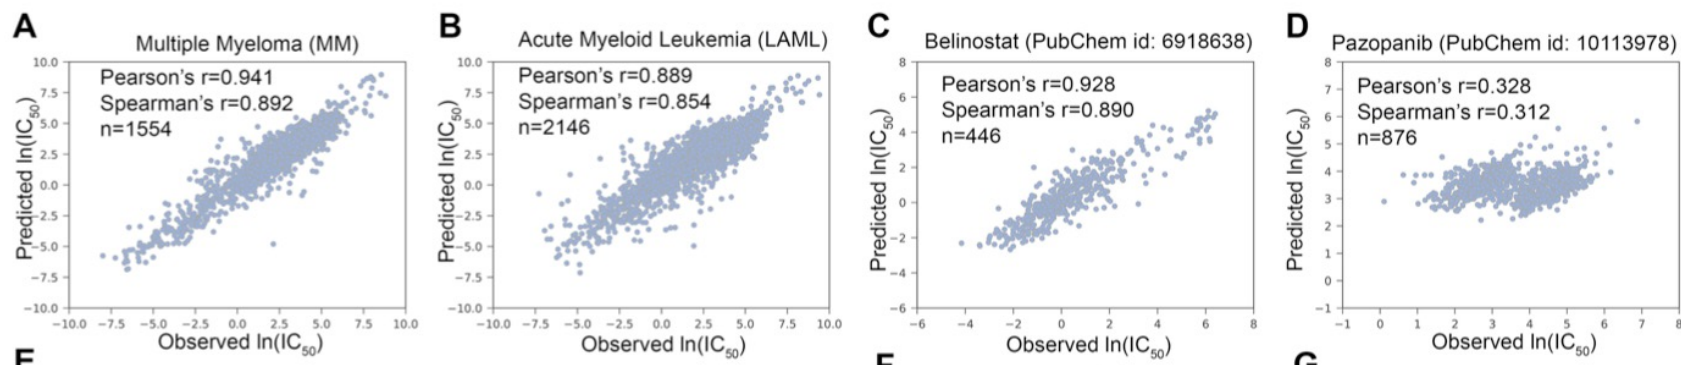 A
Multiple Myeloma (MM)
Pearson's r=0.941
Spearman's r=0.892
n=1554
10.0
7.5
5.0
2.5
0.0
−2.5
−5.0
−7.5
−10.0
Predicted ln(IC50)
−10.0 −7.5 −5.0 −2.5 0.0 2.5 5.0 7.5 10.0
Observed ln(IC50)
B
Acute Myeloid Leukemia (LAML)
Pearson's r=0.889
Spearman's r=0.854
n=2146
10.0
7.5
5.0
2.5
0.0
−2.5
−5.0
−7.5
−10.0
Predicted ln(IC50)
−10.0 −7.5 −5.0 −2.5 0.0 2.5 5.0 7.5 10.0
Observed ln(IC50)
C
Belinostat (PubChem id: 6918638)
Pearson's r=0.928
Spearman's r=0.890
n=446
8
6
4
2
0
−2
−4
−6
Predicted ln(IC50)
−6 −4 −2 0 2 4 6 8
Observed ln(IC50)
D
Pazopanib (PubChem id: 10113978)
Pearson's r=0.328
Spearman's r=0.312
n=876
8
7
6
5
4
3
2
1
0
−1
Predicted ln(IC50)
−1 0 1 2 3 4 5 6 7 8
Observed ln(IC50)